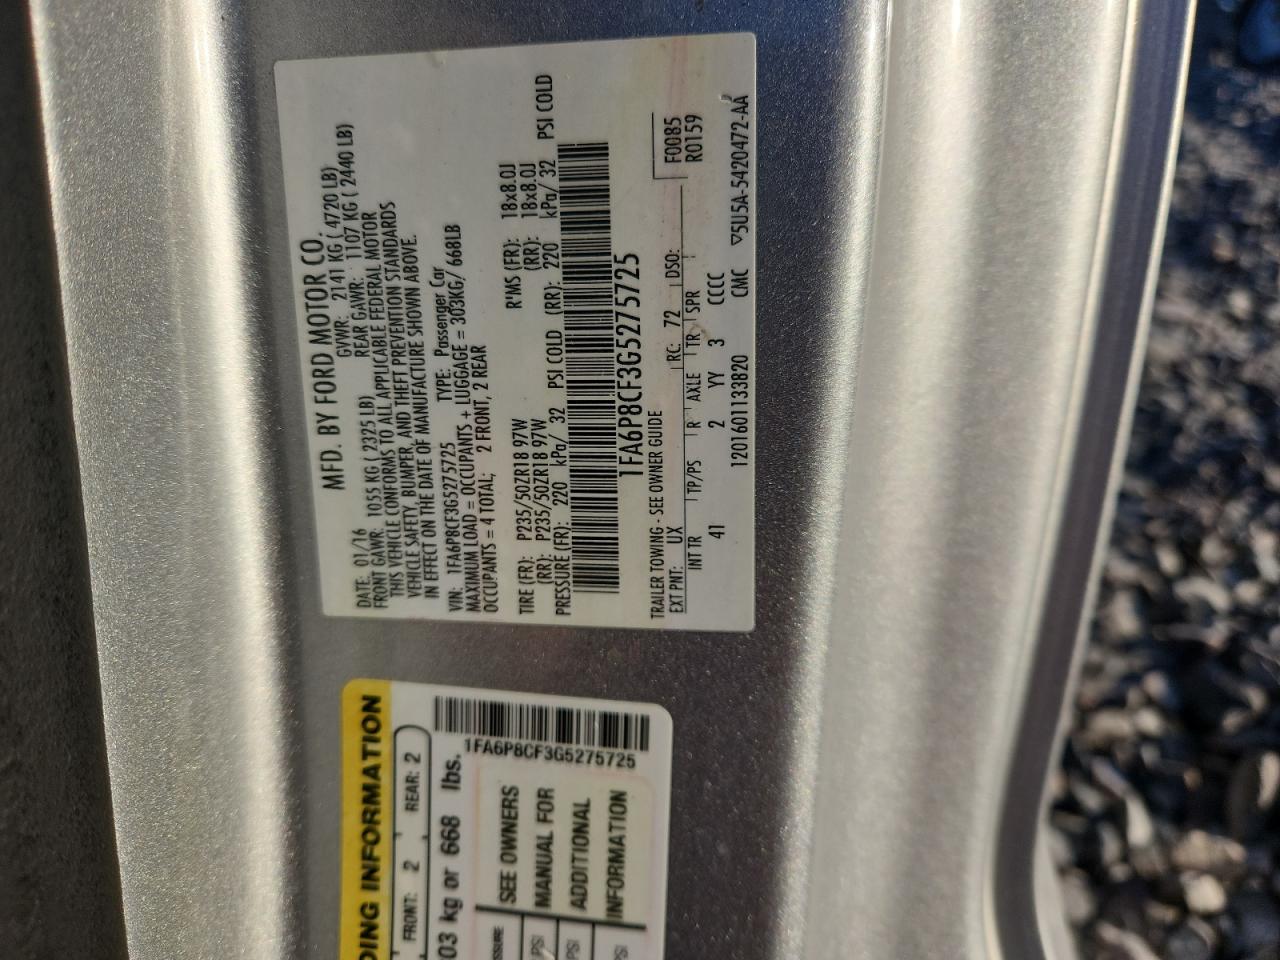 MFD. BY FORD MOTOR CO.
DATE: 01/16 GVWR: 2141 KG ( 4720 LB)
FRONT GAWR: 1055 KG ( 2325 LB) REAR GAWR: 1107 KG ( 2440 LB)
THIS VEHICLE CONFORMS TO ALL APPLICABLE FEDERAL MOTOR
VEHICLE SAFETY, BUMPER, AND THEFT PREVENTION STANDARDS
IN EFFECT ON THE DATE OF MANUFACTURE SHOWN ABOVE.
VIN: 1FA6P8CF3G5275725 TYPE: Passenger Car
MAXIMUM LOAD = OCCUPANTS + LUGGAGE = 303KG/ 668LB
OCCUPANTS = 4 TOTAL; 2 FRONT, 2 REAR
TIRE (FR): P235/50ZR18 97W R'MS (FR): 18x8.0J
(RR): P235/50ZR18 97W (RR): 18x8.0J
PRESSURE (FR): 220 kPa/ 32 PSI COLD (RR): 220 kPa/ 32 PSI COLD
1FA6P8CF3G5275725
TRAILER TOWING - SEE OWNER GUIDE
F0085
EXT PNT: UX RC: 72 DSO: R0159
INT TR TP/PS R AXLE TR SPR
41 2 YY 3 CCCC
1201601133820 CMC ▽5U5A-5420472-AA
DING INFORMATION
FRONT: 2 REAR: 2
03 kg or 668 lbs.
1FA6P8CF3G5275725
SSURE
SEE OWNERS
PSI MANUAL FOR
PSI ADDITIONAL
PSI INFORMATION